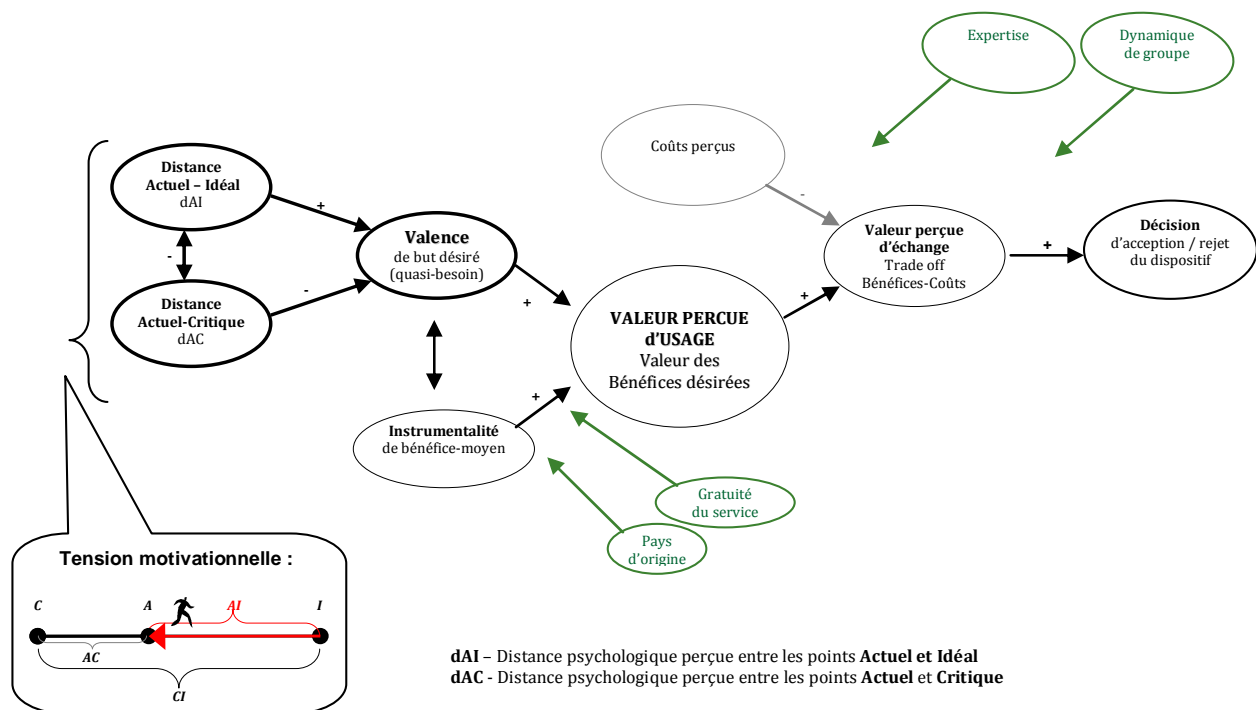 Expertise
Dynamique
de groupe
Coûts perçus
-
Distance
Actuel – Idéal
dAI
+
-
Distance
Actuel-Critique
dAC
-
Valence
de but désiré
(quasi-besoin)
+
Valeur perçue
d'échange
Trade off
Bénéfices-Coûts
+
Décision
d'acception / rejet
du dispositif
+
VALEUR PERCUE
d'USAGE
Valeur des
Bénéfices désirées
+
Instrumentalité
de bénéfice-moyen
Gratuité
du service
Pays
d'origine
Tension motivationnelle :
C
A
AI
I
AC
CI
dAI – Distance psychologique perçue entre les points Actuel et Idéal
dAC - Distance psychologique perçue entre les points Actuel et Critique